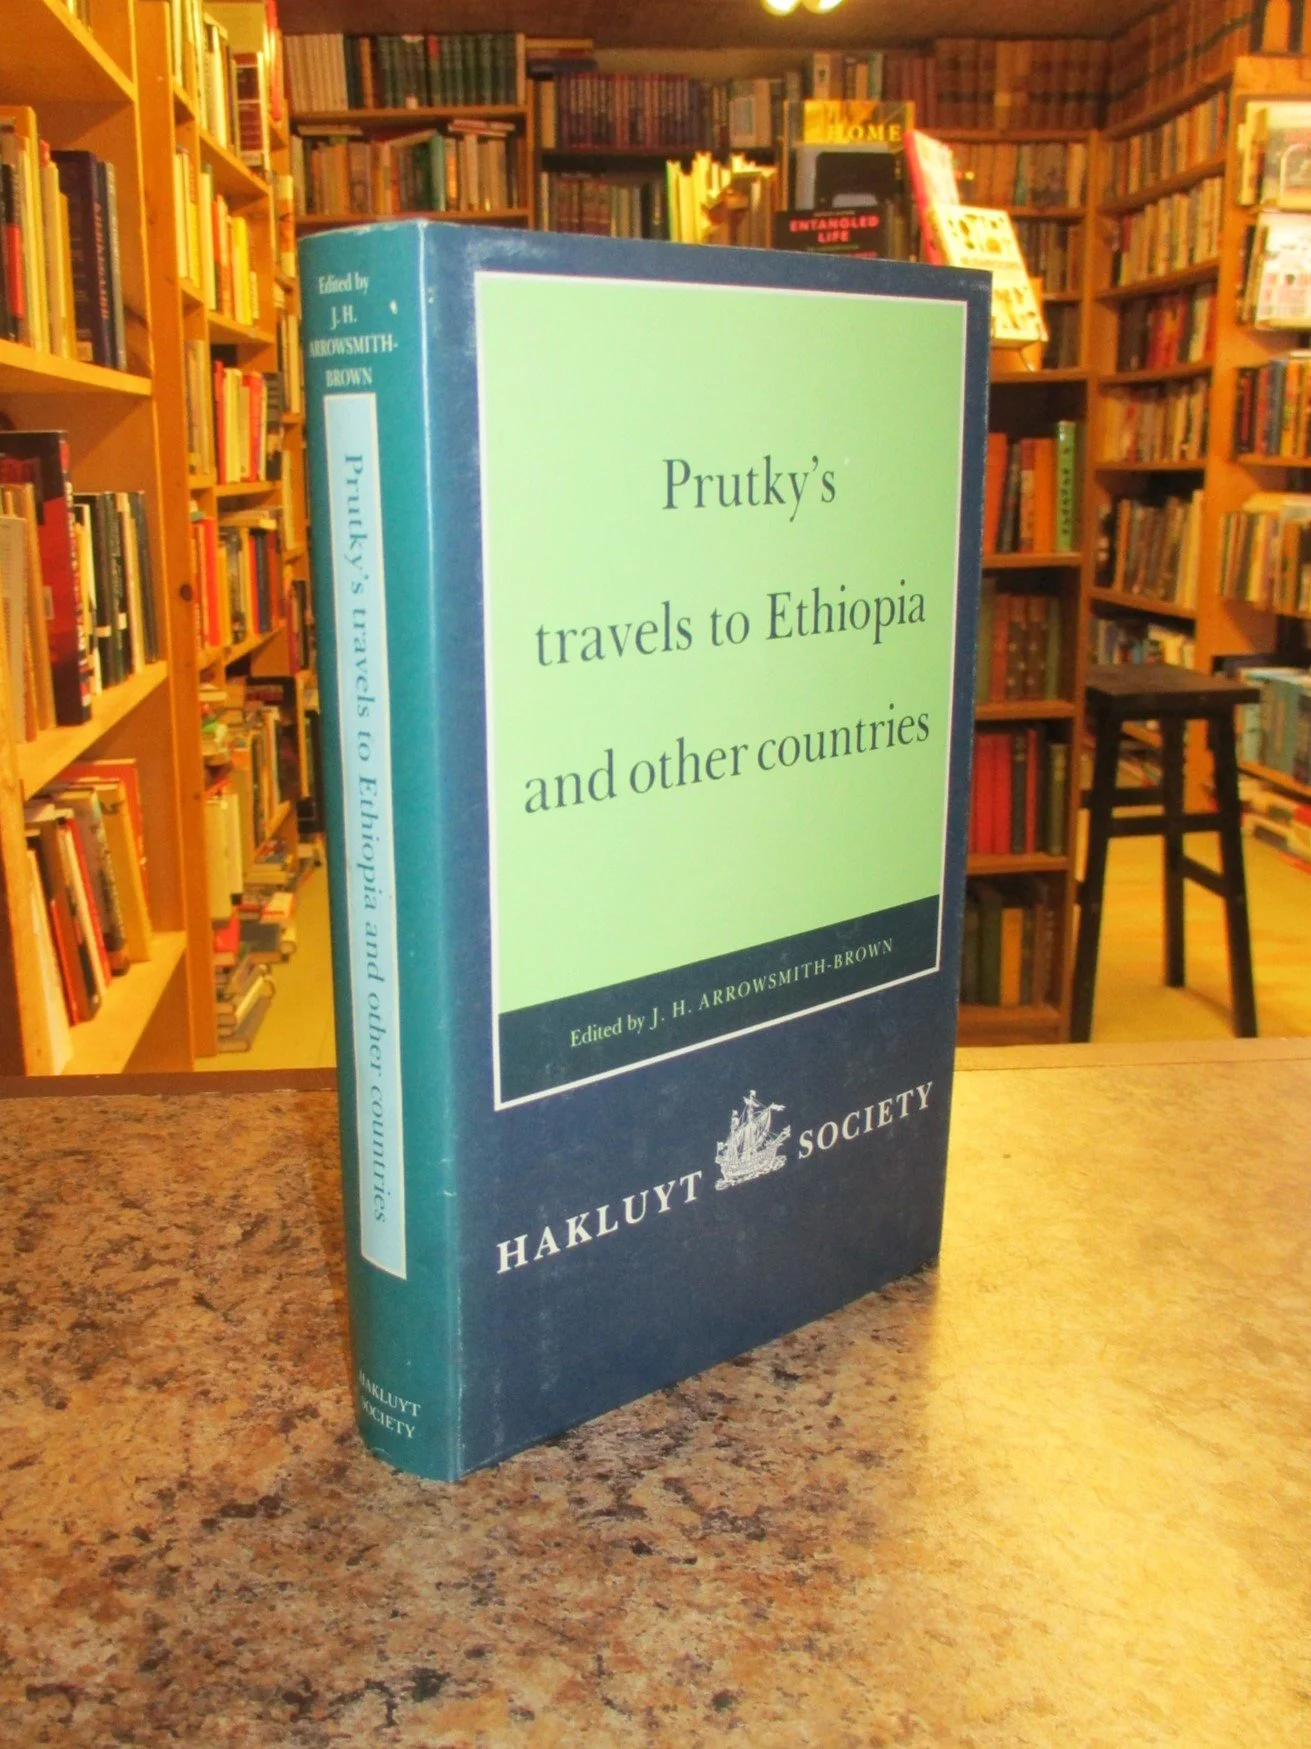 Edited by
J. H.
ARROWSMITH-
BROWN
Prutky's travels to Ethiopia and other countries
HAKLUYT
SOCIETY
Prutky's
travels to Ethiopia
and other countries
Edited by J. H. ARROWSMITH-BROWN
HAKLUYT SOCIETY
HOME
ENTANGLED
LIFE